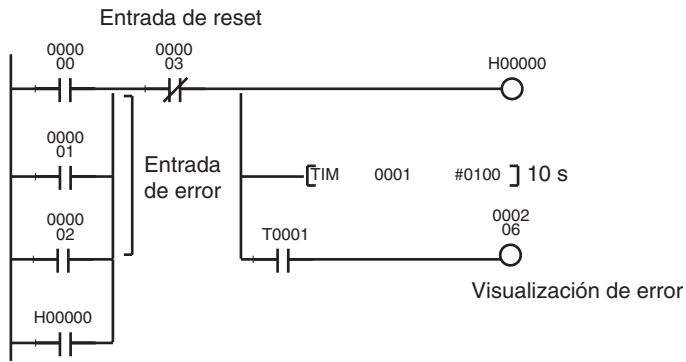 Entrada de reset
0000
00
0000
03
H00000
0000
01
Entrada
de error
TIM 0001 #0100 10 s
0000
02
T0001
0002
06
Visualización de error
H00000